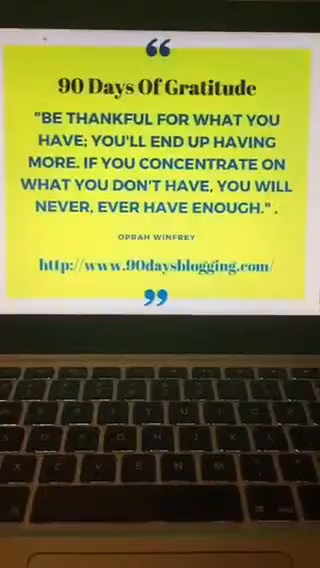 ❝
90 Days Of Gratitude
"BE THANKFUL FOR WHAT YOU
HAVE; YOU'LL END UP HAVING
MORE. IF YOU CONCENTRATE ON
WHAT YOU DON'T HAVE, YOU WILL
NEVER, EVER HAVE ENOUGH." .
OPRAH WINFREY
http://www.90daysblogging.com/
❞